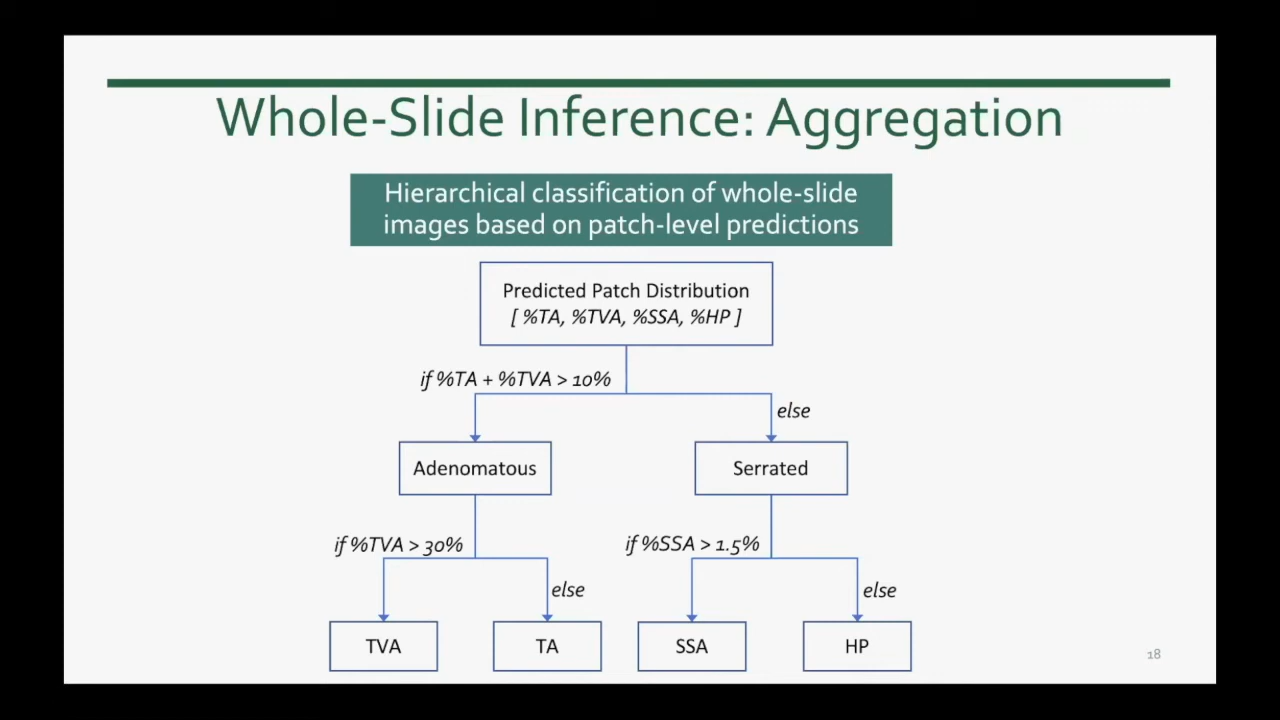 Whole-Slide Inference: Aggregation
Hierarchical classification of whole-slide
images based on patch-level predictions
Predicted Patch Distribution
[ %TA, %TVA, %SSA, %HP ]
if %TA + %TVA > 10%
else
Adenomatous
Serrated
if %TVA > 30%
if %SSA > 1.5%
else
else
TVA
TA
SSA
HP
18